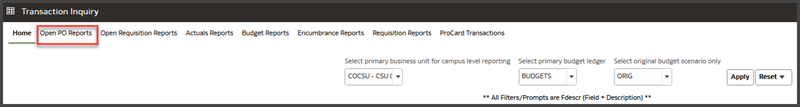 Transaction Inquiry
Home Open PO Reports Open Requisition Reports Actuals Reports Budget Reports Encumbrance Reports Requisition Reports ProCard Transactions
Select primary business unit for campus level reporting Select primary budget ledger Select original budget scenario only
COCSU - CSU BUDGETS ORIG Apply Reset
** All Filters/Prompts are Fdescr (Field + Description) **